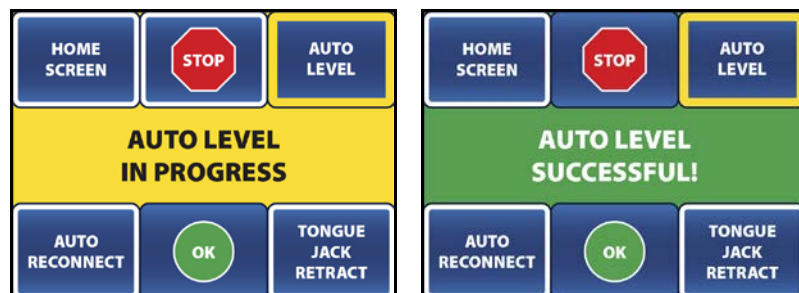 HOME
SCREEN
STOP
AUTO
LEVEL
AUTO LEVEL
IN PROGRESS
AUTO
RECONNECT
OK
TONGUE
JACK
RETRACT
HOME
SCREEN
STOP
AUTO
LEVEL
AUTO LEVEL
SUCCESSFUL!
AUTO
RECONNECT
OK
TONGUE
JACK
RETRACT